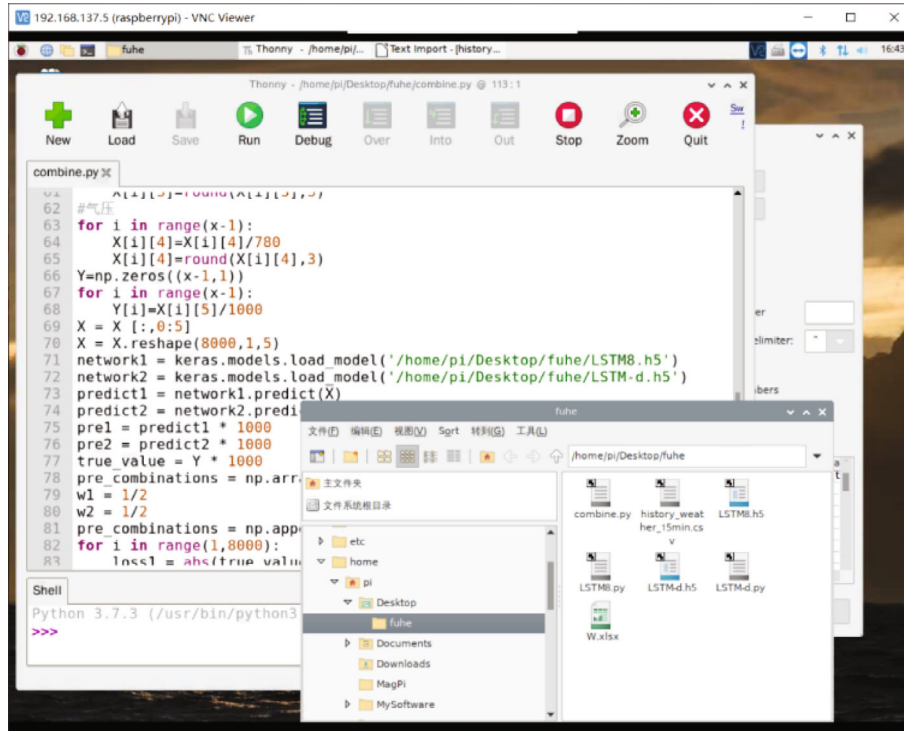 192.168.137.5 (raspberrypi) - VNC Viewer
fuhe
Thonny - /home/pi/...
Text Import - [history...
16:43
Thonny - /home/pi/Desktop/fuhe/combine.py @ 113 : 1
New Load Save Run Debug Over Into Out Stop Zoom Quit
combine.py
61 X[i][3]=round(X[i][3],3)
62 #气压
63 for i in range(x-1):
64 X[i][4]=X[i][4]/780
65 X[i][4]=round(X[i][4],3)
66 Y=np.zeros((x-1,1))
67 for i in range(x-1):
68 Y[i]=X[i][5]/1000
69 X = X [:,0:5]
70 X = X.reshape(8000,1,5)
71 network1 = keras.models.load_model('/home/pi/Desktop/fuhe/LSTM8.h5')
72 network2 = keras.models.load_model('/home/pi/Desktop/fuhe/LSTM-d.h5')
73 predict1 = network1.predict(X)
74 predict2 = network2.predi
75 pre1 = predict1 * 1000
76 pre2 = predict2 * 1000
77 true_value = Y * 1000
78 pre_combinations = np.arr
79 w1 = 1/2
80 w2 = 1/2
81 pre_combinations = np.appe
82 for i in range(1,8000):
83 loss1 = abs(true_valu
Shell
Python 3.7.3 (/usr/bin/python3
>>>
er
elimiter:
bers
fuhe
文件(F) 编辑(E) 视图(V) Sort 转到(G) 工具(L)
/home/pi/Desktop/fuhe
主文件夹
文件系统根目录
etc
home
pi
Desktop
fuhe
Documents
Downloads
MagPi
MySoftware
combine.py
history_weat
her_15min.cs
v
LSTM8.h5
LSTM8.py
LSTM-d.h5
LSTM-d.py
W.xlsx